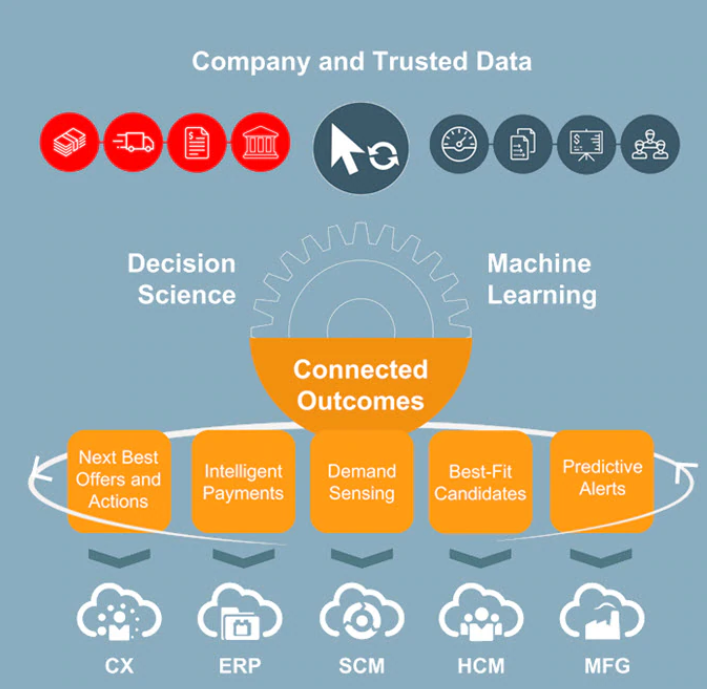 Company and Trusted Data
Decision
Science
Machine
Learning
Connected
Outcomes
Next Best
Offers and
Actions
Intelligent
Payments
Demand
Sensing
Best-Fit
Candidates
Predictive
Alerts
CX
ERP
SCM
HCM
MFG